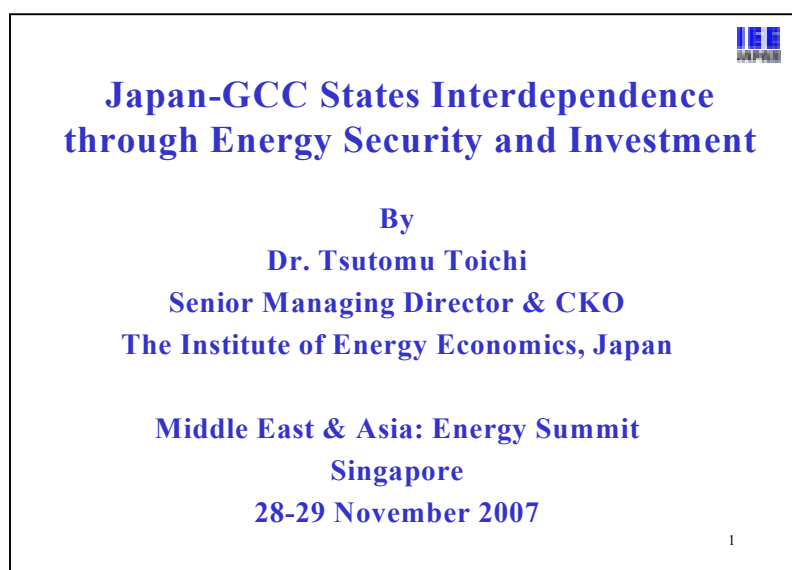 IEE
JAPAN
Japan-GCC States Interdependence
through Energy Security and Investment
By
Dr. Tsutomu Toichi
Senior Managing Director & CKO
The Institute of Energy Economics, Japan
Middle East & Asia: Energy Summit
Singapore
28-29 November 2007
1